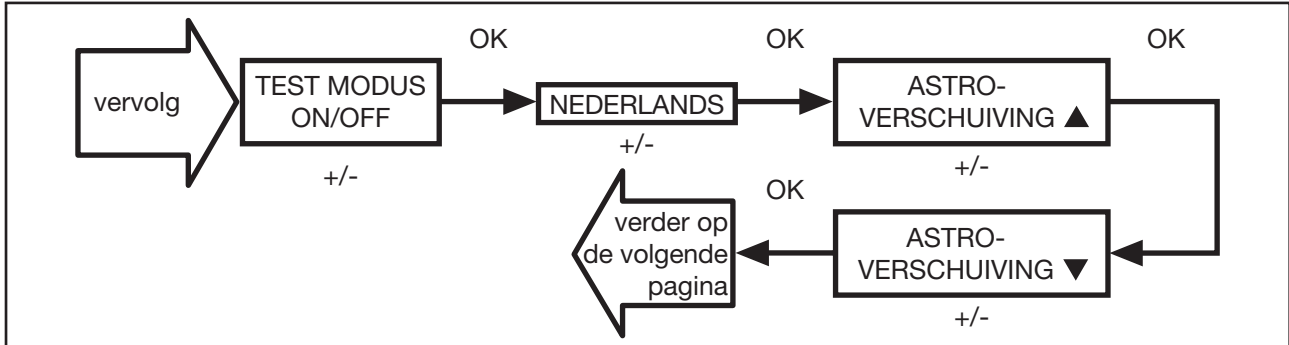 vervolg
TEST MODUS
ON/OFF
+/-
OK
NEDERLANDS
+/-
OK
ASTRO-
VERSCHUIVING ▲
+/-
OK
ASTRO-
VERSCHUIVING ▼
+/-
OK
verder op
de volgende
pagina